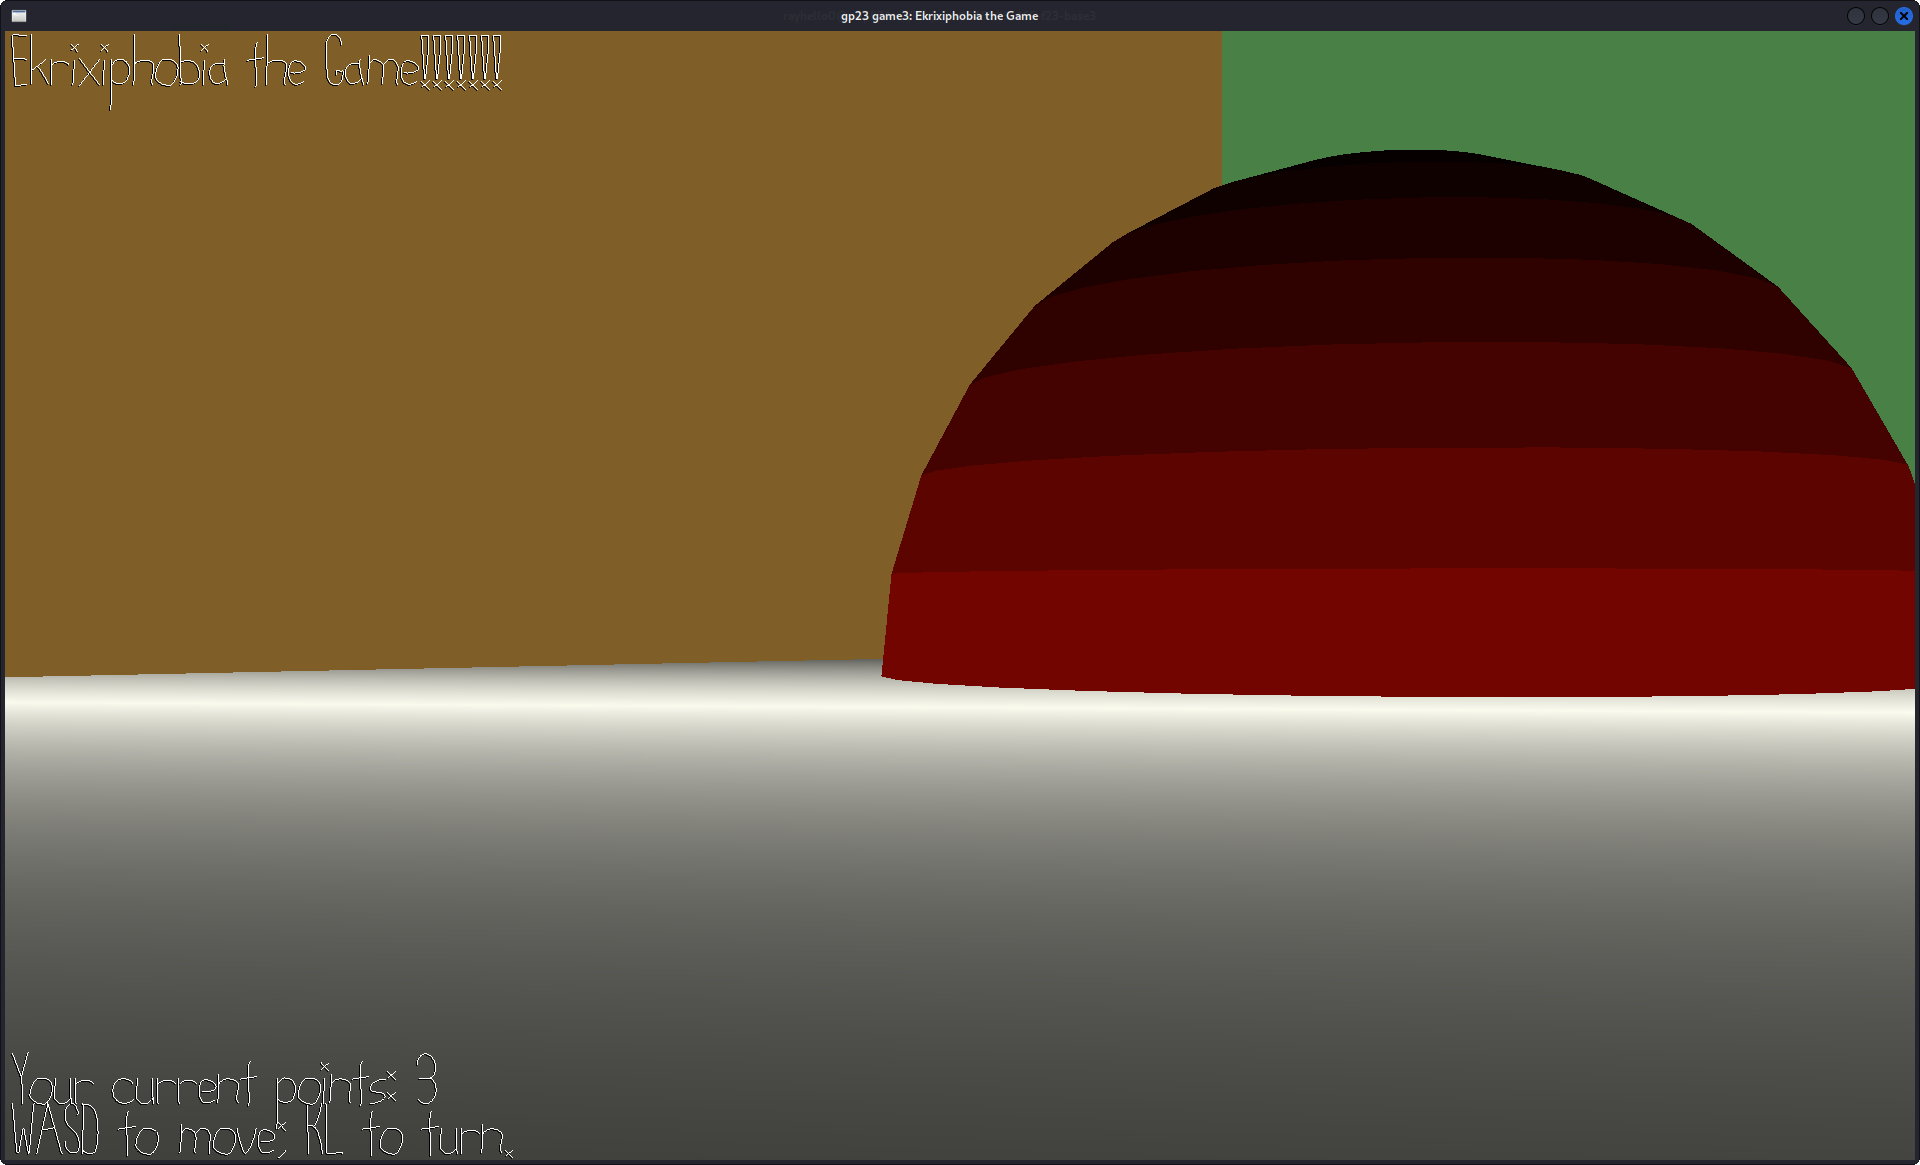 gp23 game3: Ekrixiphobia the Game
Ekrixiphobia the Game!!!!!!!
Your current points: 3
WASD to move; KL to turn.